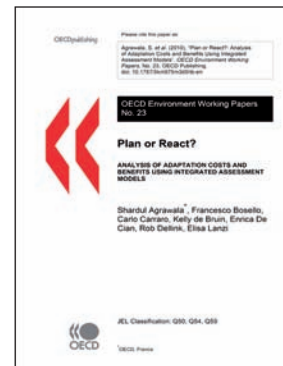 OECDpublishing
Please cite this paper as:
Agrawala, S. et al. (2010), "Plan or React?: Analysis
of Adaptation Costs and Benefits Using Integrated
Assessment Models", OECD Environment Working
Papers, No. 23, OECD Publishing.
OECD Environment Working Papers
No. 23
Plan or React?
ANALYSIS OF ADAPTATION COSTS AND
BENEFITS USING INTEGRATED ASSESSMENT
MODELS
Shardul Agrawala*, Francesco Bosello,
Carlo Carraro, Kelly de Bruin, Enrica De
Cian, Rob Dellink, Elisa Lanzi
JEL Classification: Q50, Q54, Q59
OECD
*OECD, France